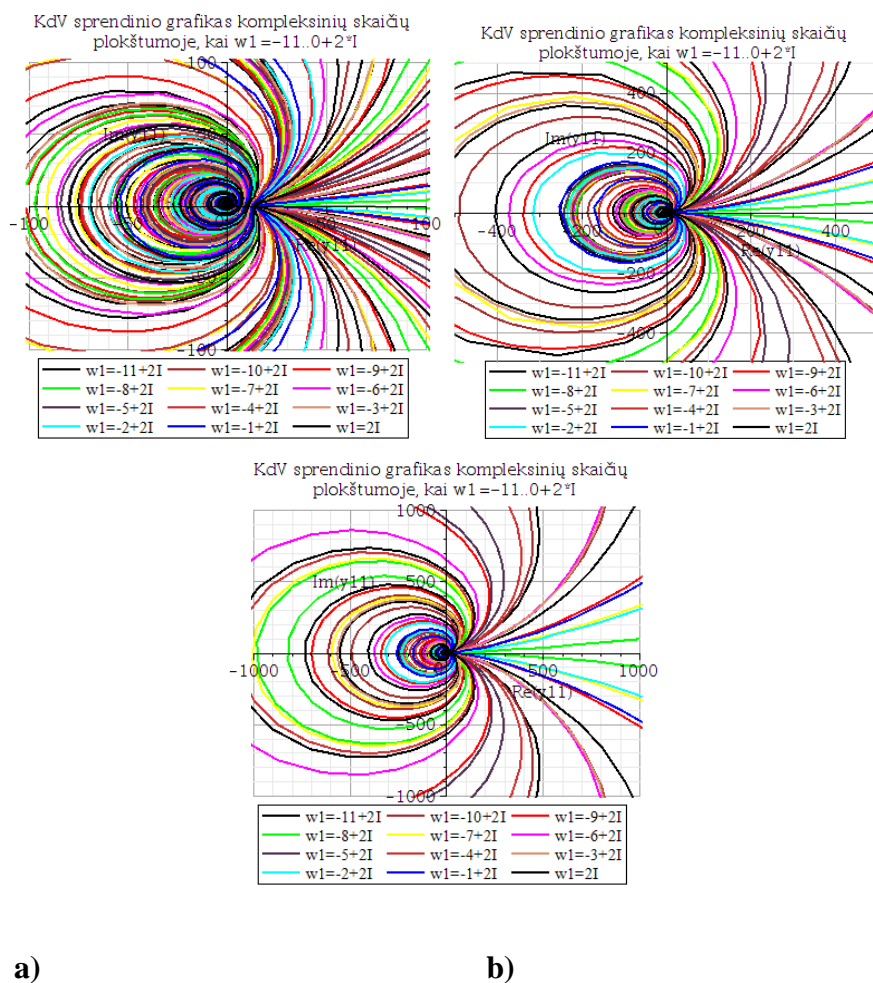 KdV sprendinio grafikas kompleksinių skaičių
plokštumoje, kai w1=-11..0+2*I
100
Im(y11)
-100
100
Re(y11)
-100
w1=-11+2I w1=-10+2I w1=-9+2I
w1=-8+2I w1=-7+2I w1=-6+2I
w1=-5+2I w1=-4+2I w1=-3+2I
w1=-2+2I w1=-1+2I w1=2I
KdV sprendinio grafikas kompleksinių skaičių
plokštumoje, kai w1=-11..0+2*I
400
Im(y11)
200
-400 -200 0 200 400
Re(y11)
-200
-400
w1=-11+2I w1=-10+2I w1=-9+2I
w1=-8+2I w1=-7+2I w1=-6+2I
w1=-5+2I w1=-4+2I w1=-3+2I
w1=-2+2I w1=-1+2I w1=2I
KdV sprendinio grafikas kompleksinių skaičių
plokštumoje, kai w1=-11..0+2*I
1000
Im(y11) 500
-1000 -500 0 500 1000
Re(y11)
-500
-1000
w1=-11+2I w1=-10+2I w1=-9+2I
w1=-8+2I w1=-7+2I w1=-6+2I
w1=-5+2I w1=-4+2I w1=-3+2I
w1=-2+2I w1=-1+2I w1=2I
a) b)